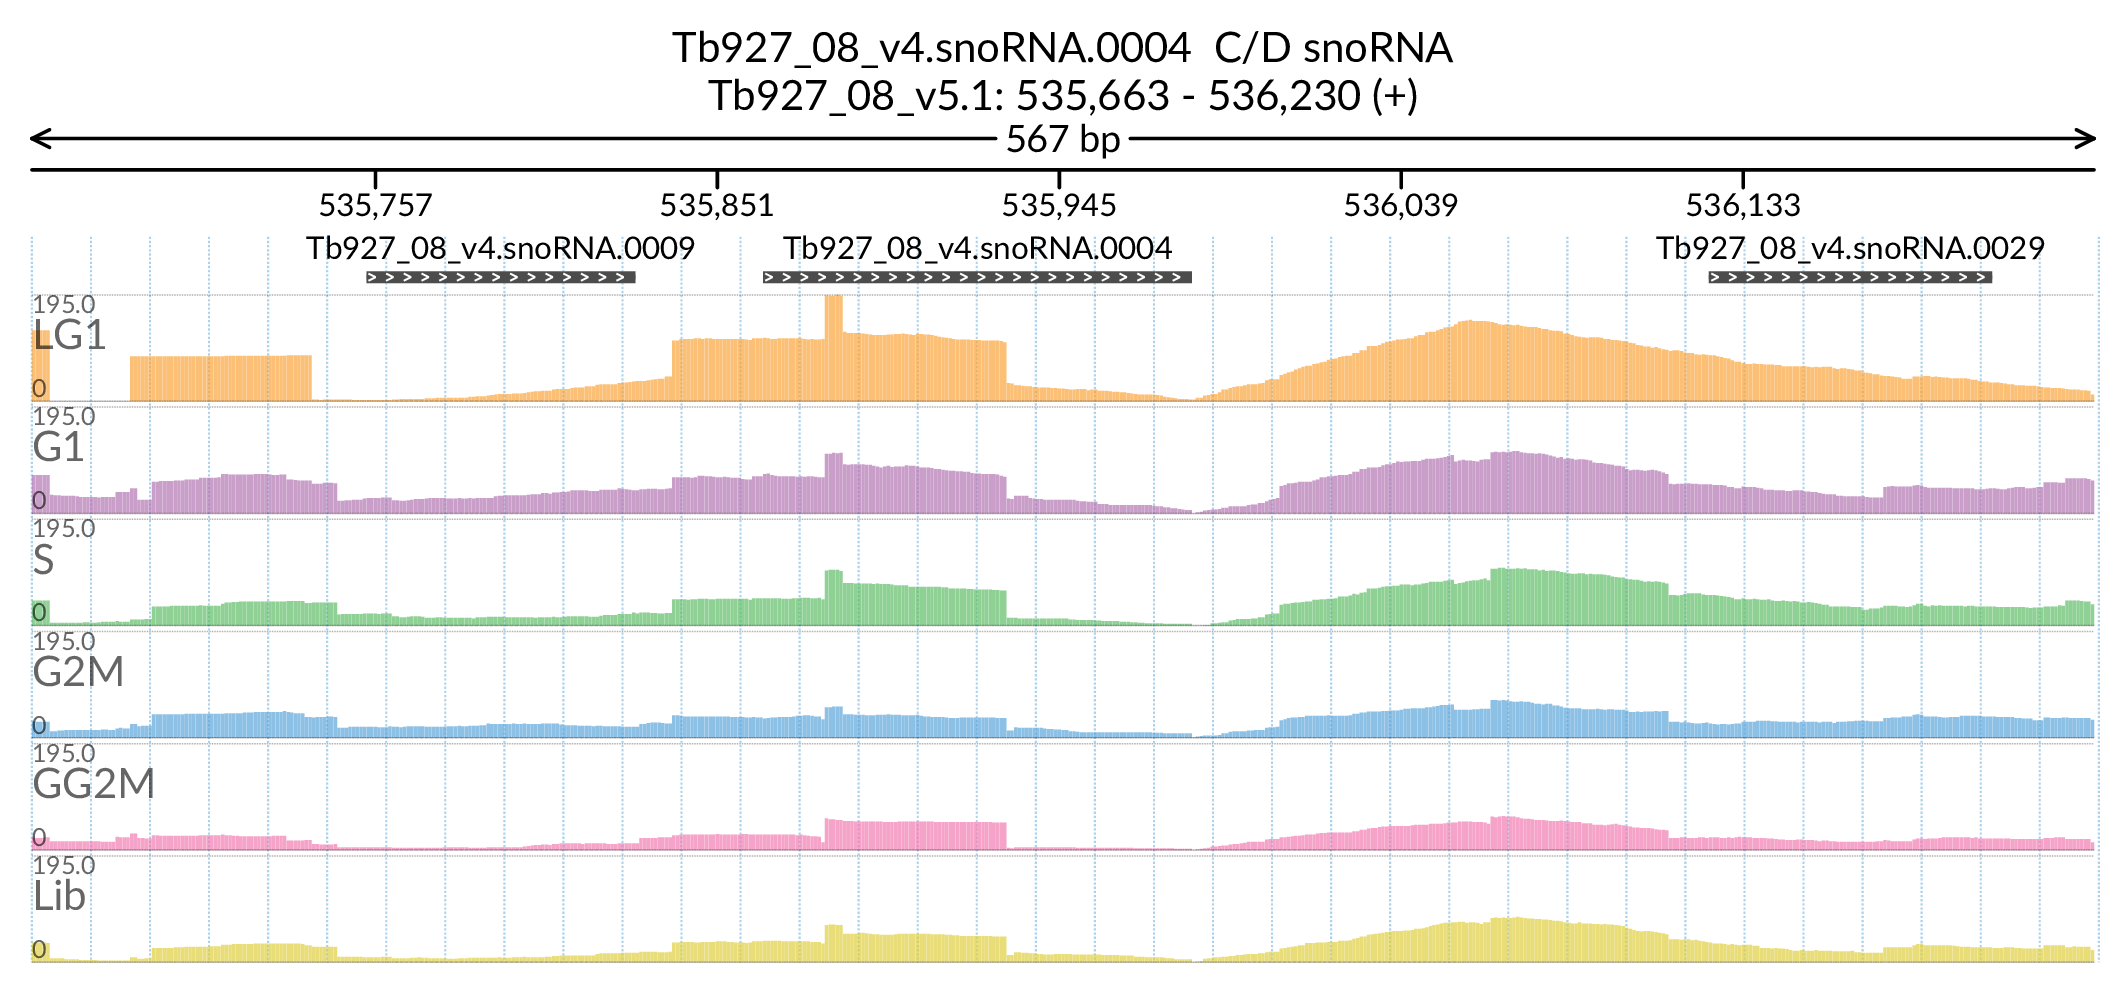 Tb927_08_v4.snoRNA.0004 C/D snoRNA
Tb927_08_v5.1: 535,663 - 536,230 (+)
567 bp
535,757 535,851 535,945 536,039 536,133
Tb927_08_v4.snoRNA.0009 Tb927_08_v4.snoRNA.0004 Tb927_08_v4.snoRNA.0029
195.0
LG1
0
195.0
G1
0
195.0
S
0
195.0
G2M
0
195.0
GG2M
0
195.0
Lib
0